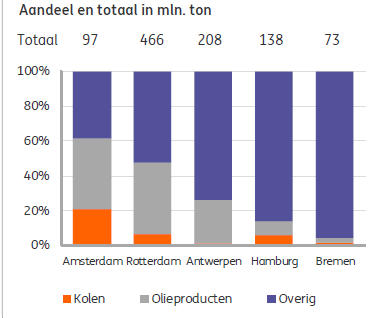 Aandeel en totaal in mln. ton
Totaal 97 466 208 138 73
100%
80%
60%
40%
20%
0%
Amsterdam Rotterdam Antwerpen Hamburg Bremen
Kolen Olieproducten Overig